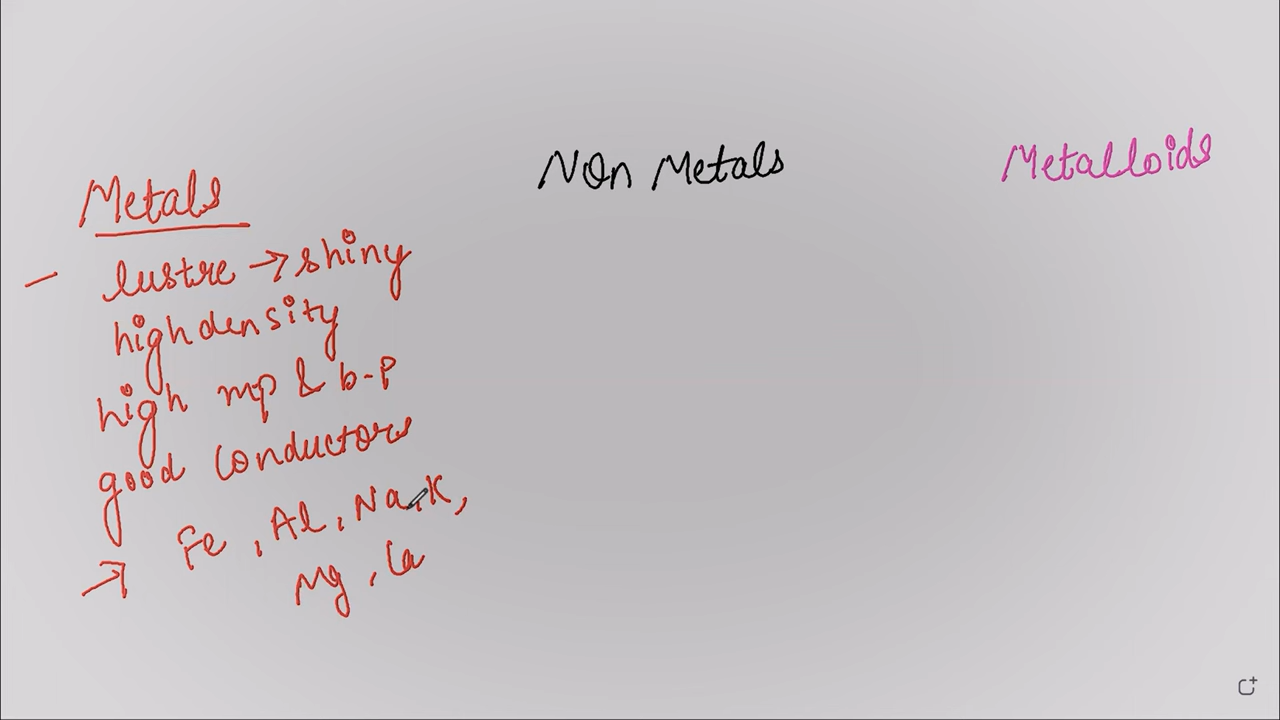 Metals
Non Metals
Metalloids
- lustre → shiny
high density
high mp & b-p
good conductors
→ Fe, Al, Na, K,
Mg, Ca